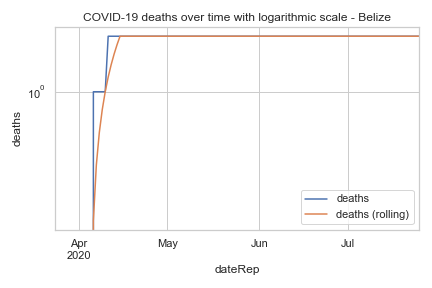 COVID-19 deaths over time with logarithmic scale - Belize
10⁰
deaths
deaths
deaths (rolling)
Apr
2020
May
Jun
Jul
dateRep